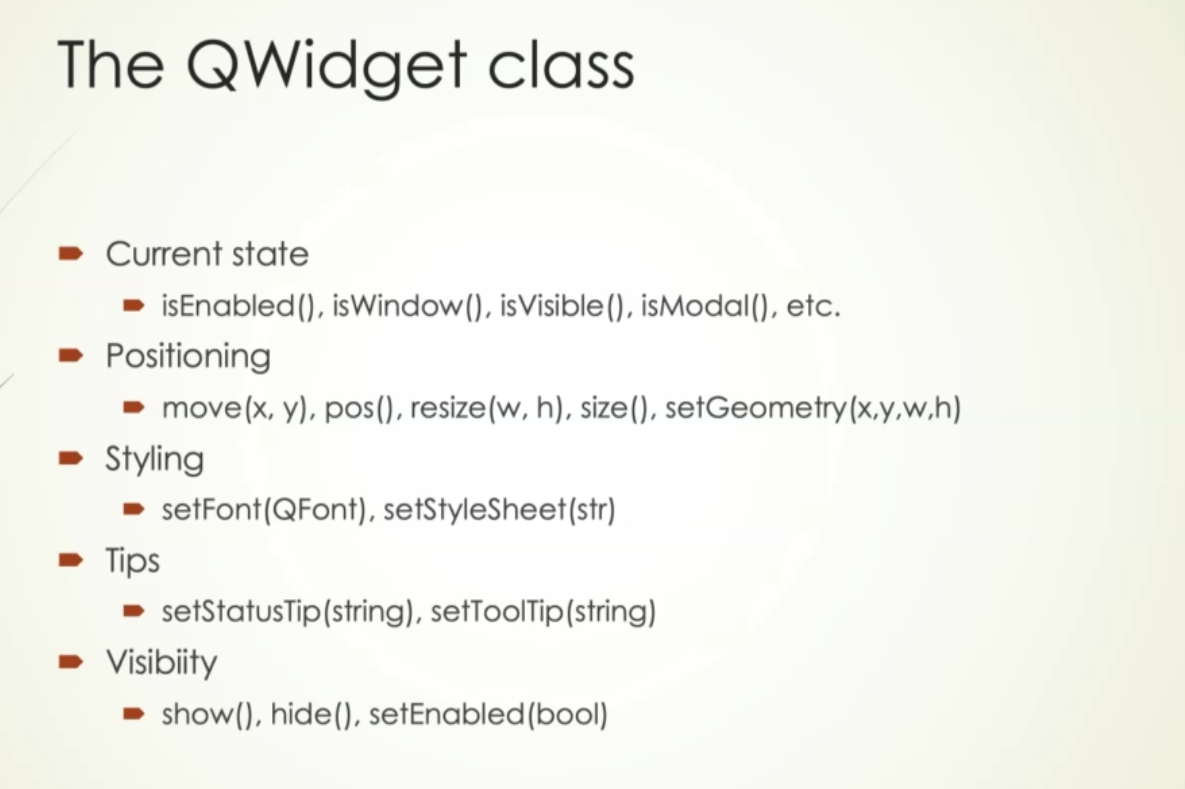 The QWidget class
Current state
isEnabled(), isWindow(), isVisible(), isModal(), etc.
Positioning
move(x, y), pos(), resize(w, h), size(), setGeometry(x,y,w,h)
Styling
setFont(QFont), setStyleSheet(str)
Tips
setStatusTip(string), setToolTip(string)
Visibiity
show(), hide(), setEnabled(bool)